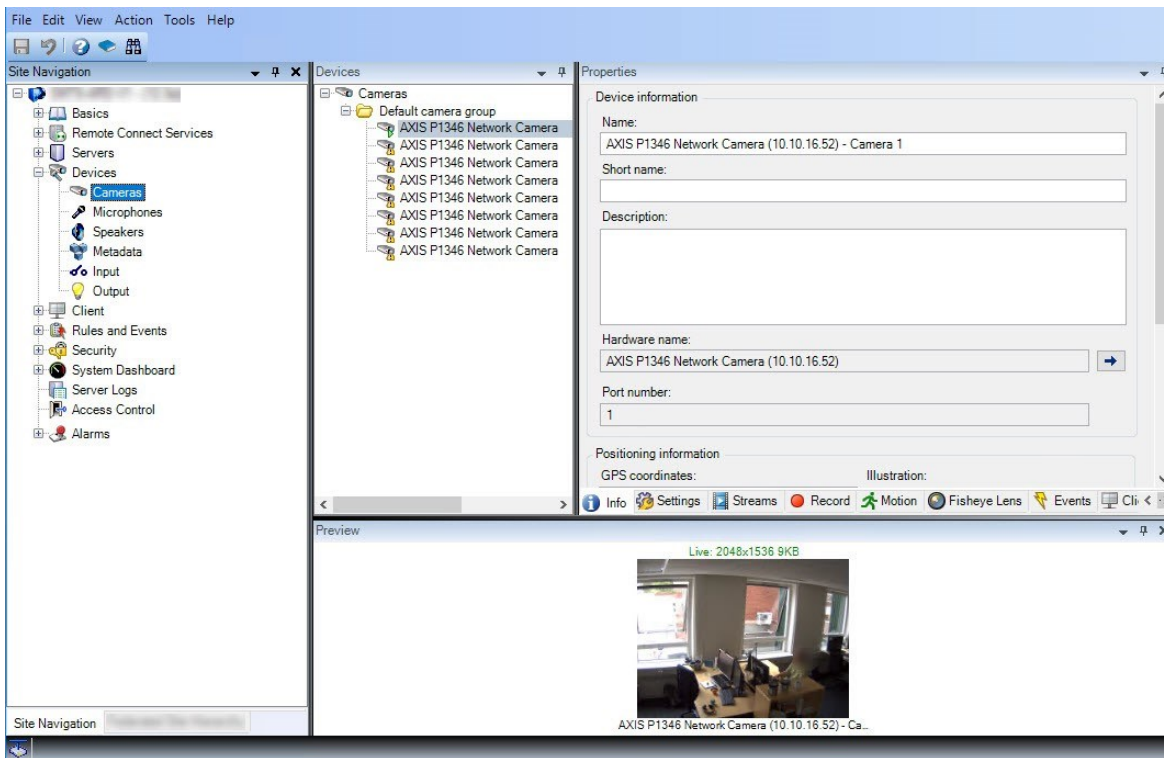 File Edit View Action Tools Help
Site Navigation
Basics
Remote Connect Services
Servers
Devices
Cameras
Microphones
Speakers
Metadata
Input
Output
Client
Rules and Events
Security
System Dashboard
Server Logs
Access Control
Alarms
Site Navigation
Devices
Cameras
Default camera group
AXIS P1346 Network Camera
AXIS P1346 Network Camera
AXIS P1346 Network Camera
AXIS P1346 Network Camera
AXIS P1346 Network Camera
AXIS P1346 Network Camera
AXIS P1346 Network Camera
AXIS P1346 Network Camera
Properties
Device information
Name:
AXIS P1346 Network Camera (10.10.16.52) - Camera 1
Short name:
Description:
Hardware name:
AXIS P1346 Network Camera (10.10.16.52)
Port number:
1
Positioning information
GPS coordinates: Illustration:
Info Settings Streams Record Motion Fisheye Lens Events Cli
Preview
Live: 2048x1536 9KB
AXIS P1346 Network Camera (10.10.16.52) - Ca...